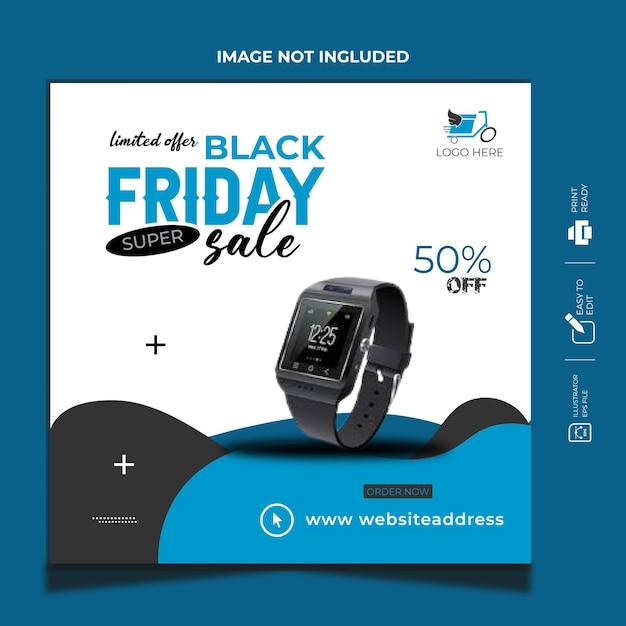 IMAGE NOT INGLUDED
limited offer BLACK
FRIDAY
SUPER sale
LOGO HERE
50%
OFF
12:25
ORDER NOW
www websiteaddress
PRINT
READY
EASY TO
EDIT
ILLUSTRATOR
EPS FILE